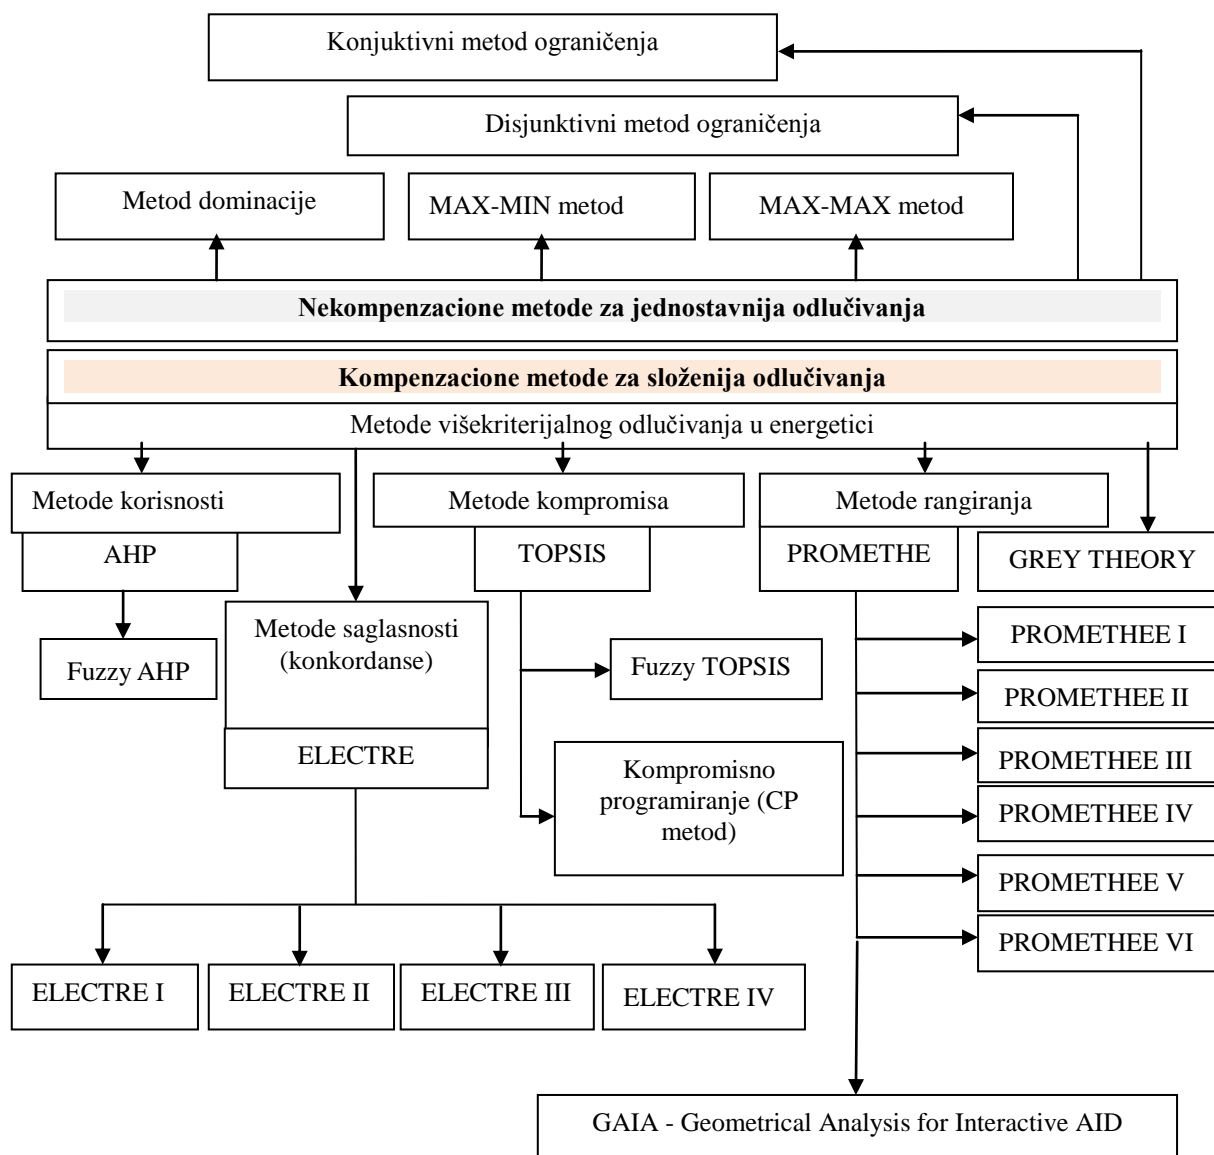 Konjuktivni metod ograničenja
Disjunktivni metod ograničenja
Metod dominacije
MAX-MIN metod
MAX-MAX metod
Nekompenzacione metode za jednostavnija odlučivanja
Kompenzacione metode za složenija odlučivanja
Metode višekriterijalnog odlučivanja u energetici
Metode korisnosti
Metode kompromisa
Metode rangiranja
AHP
TOPSIS
PROMETHE
GREY THEORY
Fuzzy AHP
Metode saglasnosti
(konkordanse)
ELECTRE
Fuzzy TOPSIS
Kompromisno
programiranje (CP
metod)
PROMETHEE I
PROMETHEE II
PROMETHEE III
PROMETHEE IV
PROMETHEE V
PROMETHEE VI
ELECTRE I
ELECTRE II
ELECTRE III
ELECTRE IV
GAIA - Geometrical Analysis for Interactive AID